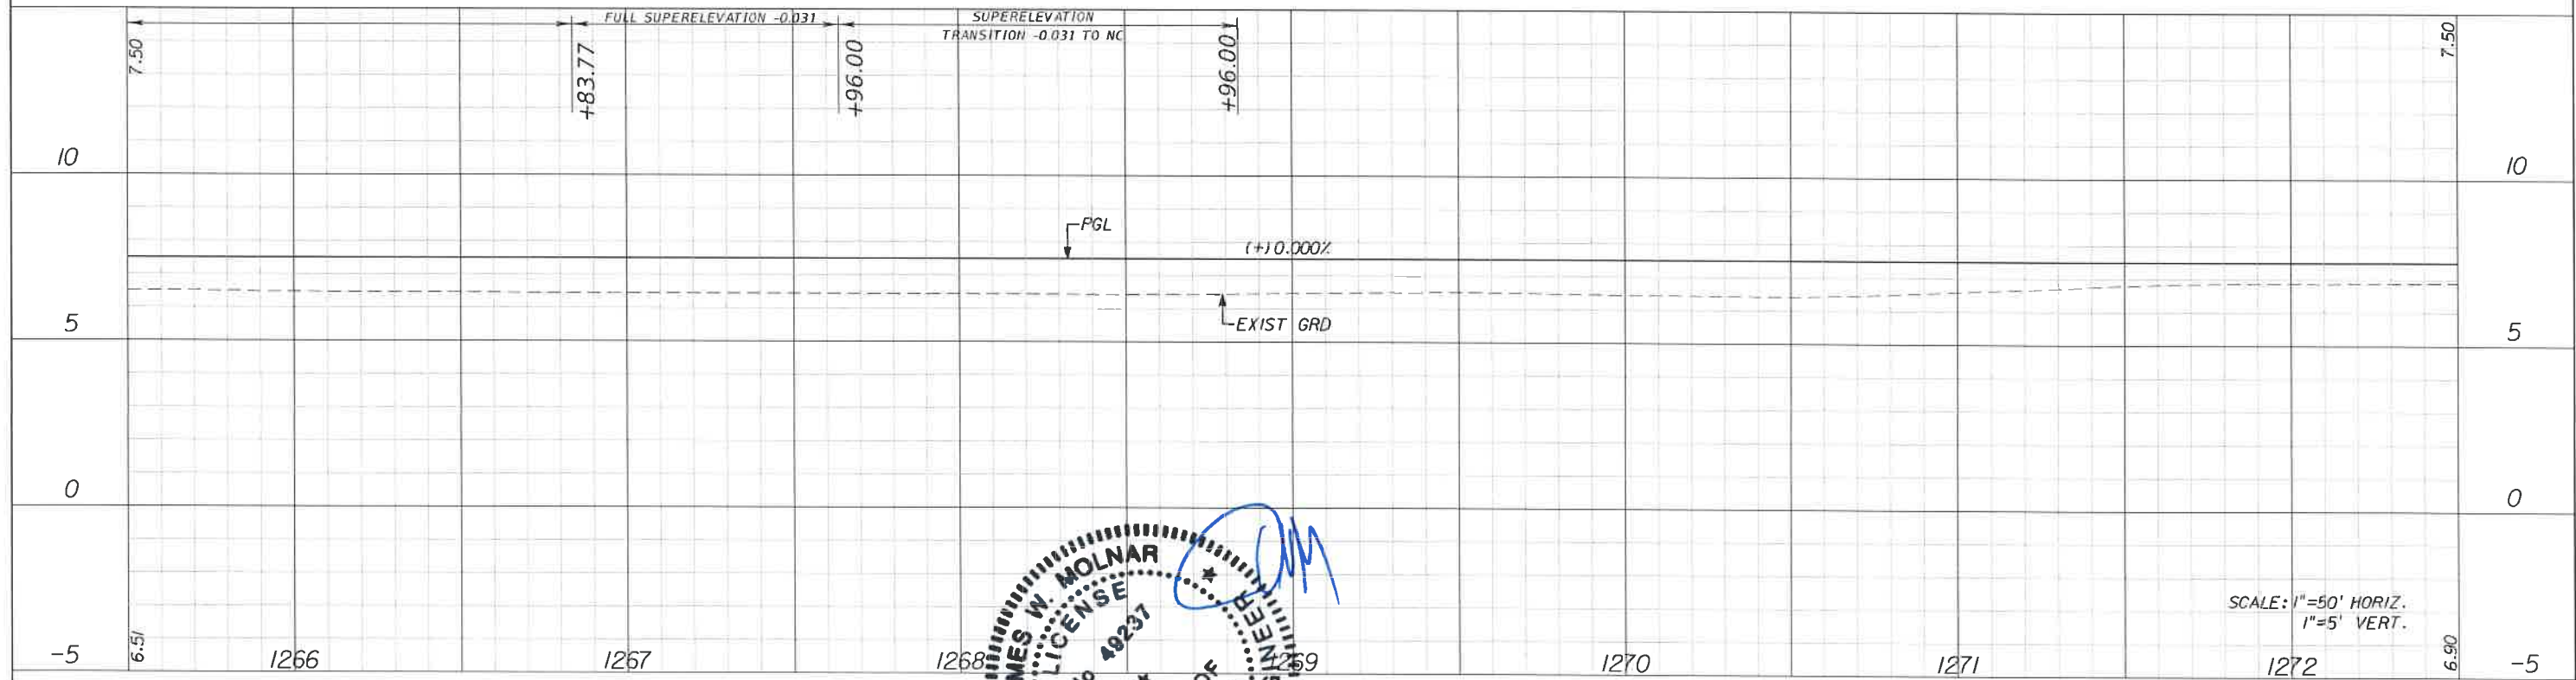 FULL SUPERELEVATION -0.031
SUPERELEVATION
TRANSITION -0.031 TO NC
7.50
+83.77
+96.00
+96.00
7.50
10
10
PGL
(+) 0.000%
5
EXIST GRD
5
0
0
MOLNAR
W.
LICENSE
49237
OF
SCALE: 1"=50' HORIZ.
1"=5' VERT.
-5
6.51
1266
1267
1268
1269
1270
1271
1272
6.90
-5